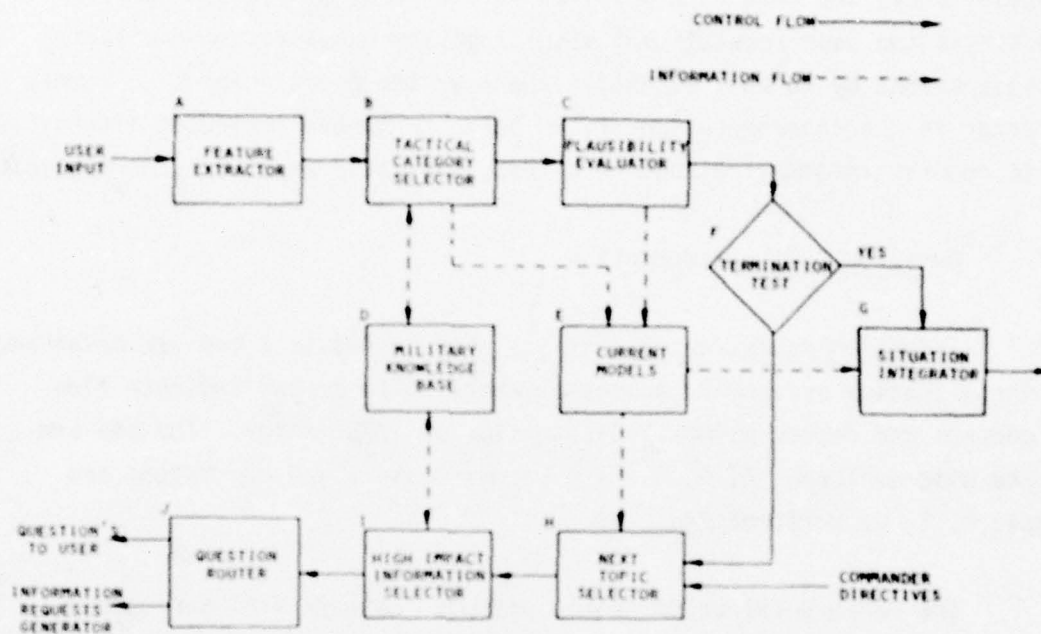 CONTROL FLOW
INFORMATION FLOW
A
B
C
USER
INPUT
FEATURE
EXTRACTOR
TACTICAL
CATEGORY
SELECTOR
PLAUSIBILITY
EVALUATOR
F
TERMINATION
TEST
YES
D
MILITARY
KNOWLEDGE
BASE
E
CURRENT
MODELS
G
SITUATION
INTEGRATOR
J
QUESTION'S
TO USER
INFORMATION
REQUESTS
GENERATOR
QUESTION
ROUTER
I
HIGH IMPACT
INFORMATION
SELECTOR
H
NEXT
TOPIC
SELECTOR
COMMANDER
DIRECTIVES